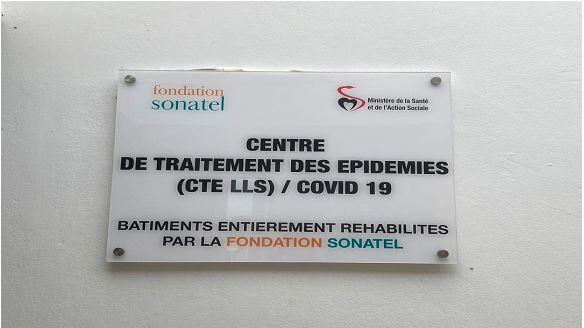 fondation
sonatel
Ministère de la Santé
et de l'Action Sociale
CENTRE
DE TRAITEMENT DES EPIDEMIES
(CTE LLS) / COVID 19
BATIMENTS ENTIEREMENT REHABILITES
PAR LA FONDATION SONATEL